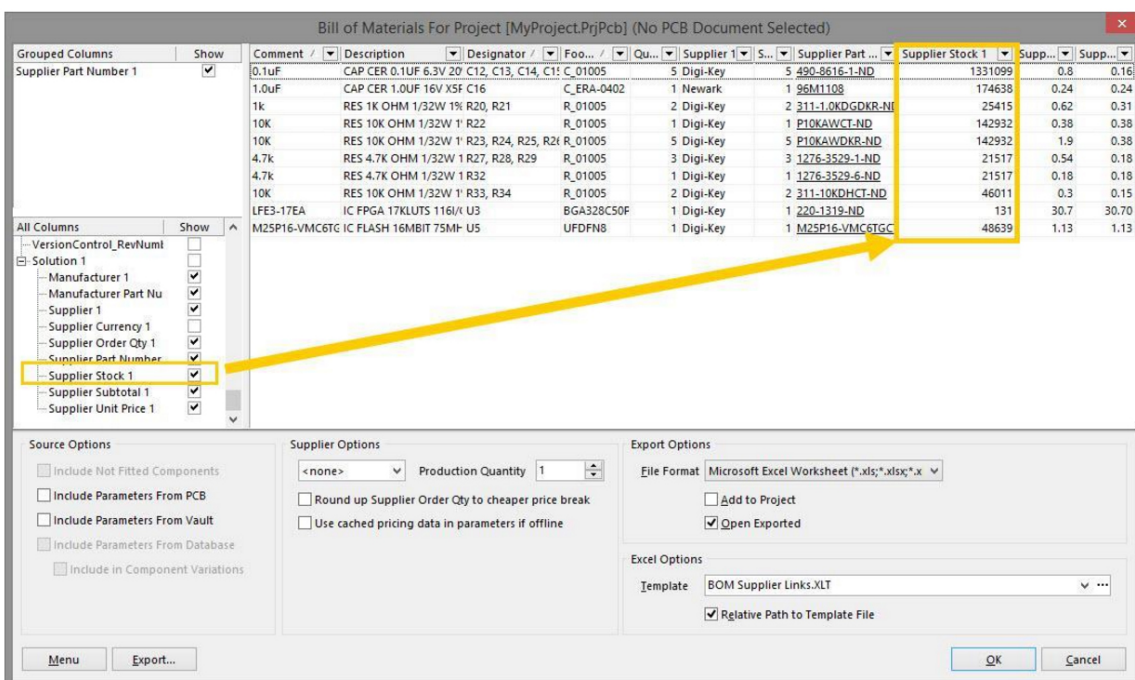 Bill of Materials For Project [MyProject.PrjPcb] (No PCB Document Selected)
Grouped Columns Show
Supplier Part Number 1
Comment Description Designator Foo... Qu... Supplier 1 S... Supplier Part ... Supplier Stock 1 Supp... Supp...
0.1uF CAP CER 0.1UF 6.3V 20 C12, C13, C14, C15 C_01005 5 Digi-Key 5 490-8616-1-ND 1331099 0.8 0.16
1.0uF CAP CER 1.0UF 16V X5F C16 C_ERA-0402 1 Newark 1 96M1108 174638 0.24 0.24
1k RES 1K OHM 1/32W 1% R20, R21 R_01005 2 Digi-Key 2 311-1.0KDGDKR-ND 25415 0.62 0.31
10K RES 10K OHM 1/32W 1 R22 R_01005 1 Digi-Key 1 P10KAWCT-ND 142932 0.38 0.38
10K RES 10K OHM 1/32W 1 R23, R24, R25, R26 R_01005 5 Digi-Key 5 P10KAWDKR-ND 142932 1.9 0.38
4.7k RES 4.7K OHM 1/32W 1 R27, R28, R29 R_01005 3 Digi-Key 3 1276-3529-1-ND 21517 0.54 0.18
4.7k RES 4.7K OHM 1/32W 1 R32 R_01005 1 Digi-Key 1 1276-3529-6-ND 21517 0.18 0.18
10K RES 10K OHM 1/32W 1 R33, R34 R_01005 2 Digi-Key 2 311-10KDHCT-ND 46011 0.3 0.15
LFE3-17EA IC FPGA 17KLUTS 116I/ U3 BGA328C50P 1 Digi-Key 1 220-1319-ND 131 30.7 30.70
M25P16-VMC6TG IC FLASH 16MBIT 75MH U5 UFDFN8 1 Digi-Key 1 M25P16-VMC6TGC 48639 1.13 1.13
All Columns Show
VersionControl_RevNumb
Solution 1
Manufacturer 1
Manufacturer Part Nu
Supplier 1
Supplier Currency 1
Supplier Order Qty 1
Supplier Part Number
Supplier Stock 1
Supplier Subtotal 1
Supplier Unit Price 1
Source Options
Include Not Fitted Components
Include Parameters From PCB
Include Parameters From Vault
Include Parameters From Database
Include in Component Variations
Supplier Options
<none> Production Quantity 1
Round up Supplier Order Qty to cheaper price break
Use cached pricing data in parameters if offline
Export Options
File Format Microsoft Excel Worksheet (*.xls;*.xlsx;*.x
Add to Project
Open Exported
Excel Options
Template BOM Supplier Links.XLT ...
Relative Path to Template File
Menu Export... OK Cancel